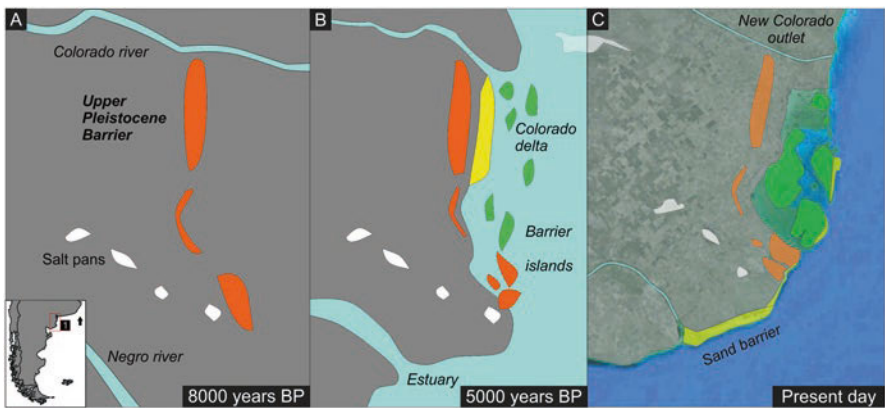 A
Colorado river
Upper
Pleistocene
Barrier
Salt pans
1
Negro river
8000 years BP
B
Colorado
delta
Barrier
islands
Estuary
5000 years BP
C
New Colorado
outlet
Sand barrier
Present day